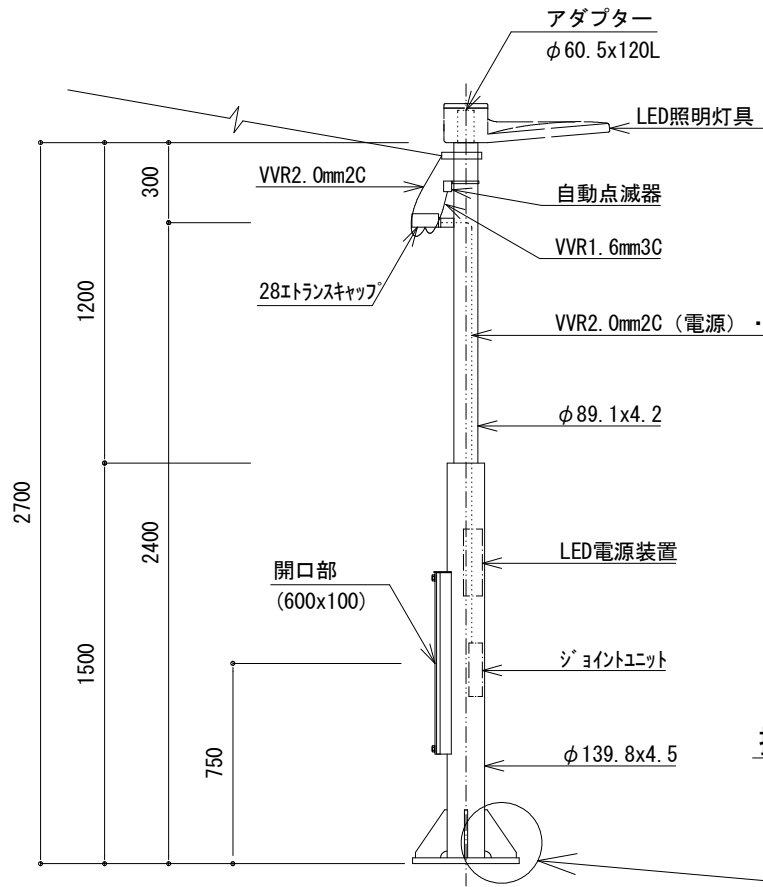 アダプター
φ60.5x120L
LED照明灯具
300
VVR2.0mm2C
自動点滅器
VVR1.6mm3C
28エトランスキャップ
1200
VVR2.0mm2C（電源）・
φ89.1x4.2
2700
2400
LED電源装置
開口部
(600x100)
1500
ジョイントユニット
750
φ139.8x4.5